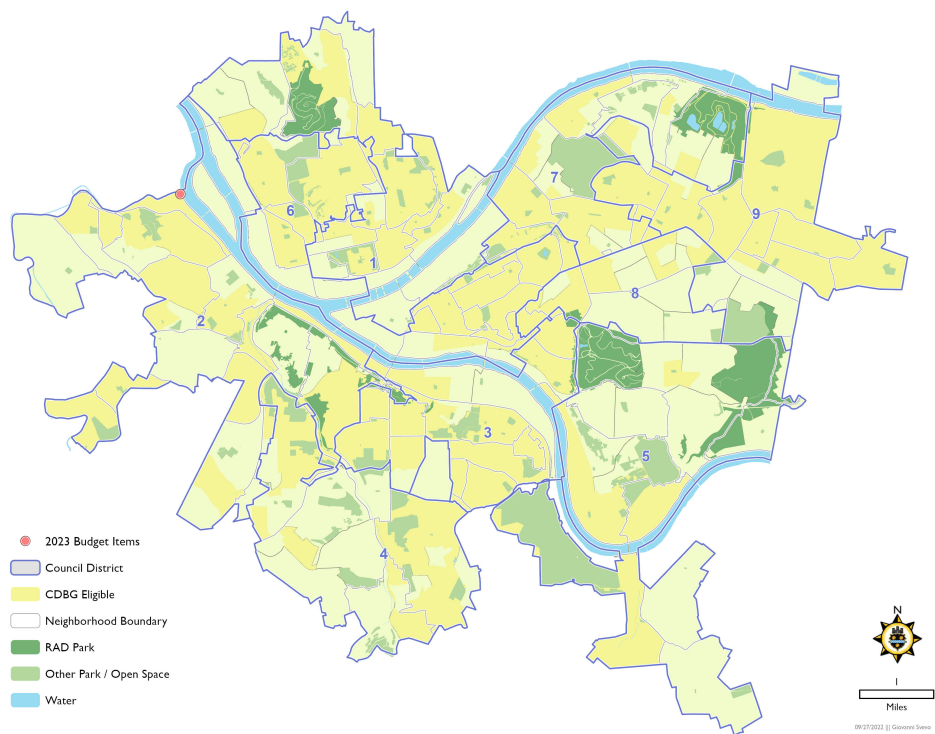 7
9
6
1
8
2
3
5
4
2023 Budget Items
Council District
CDBG Eligible
Neighborhood Boundary
RAD Park
Other Park / Open Space
Water
N
1
Miles
09/27/2022 || Giovanni Svevo